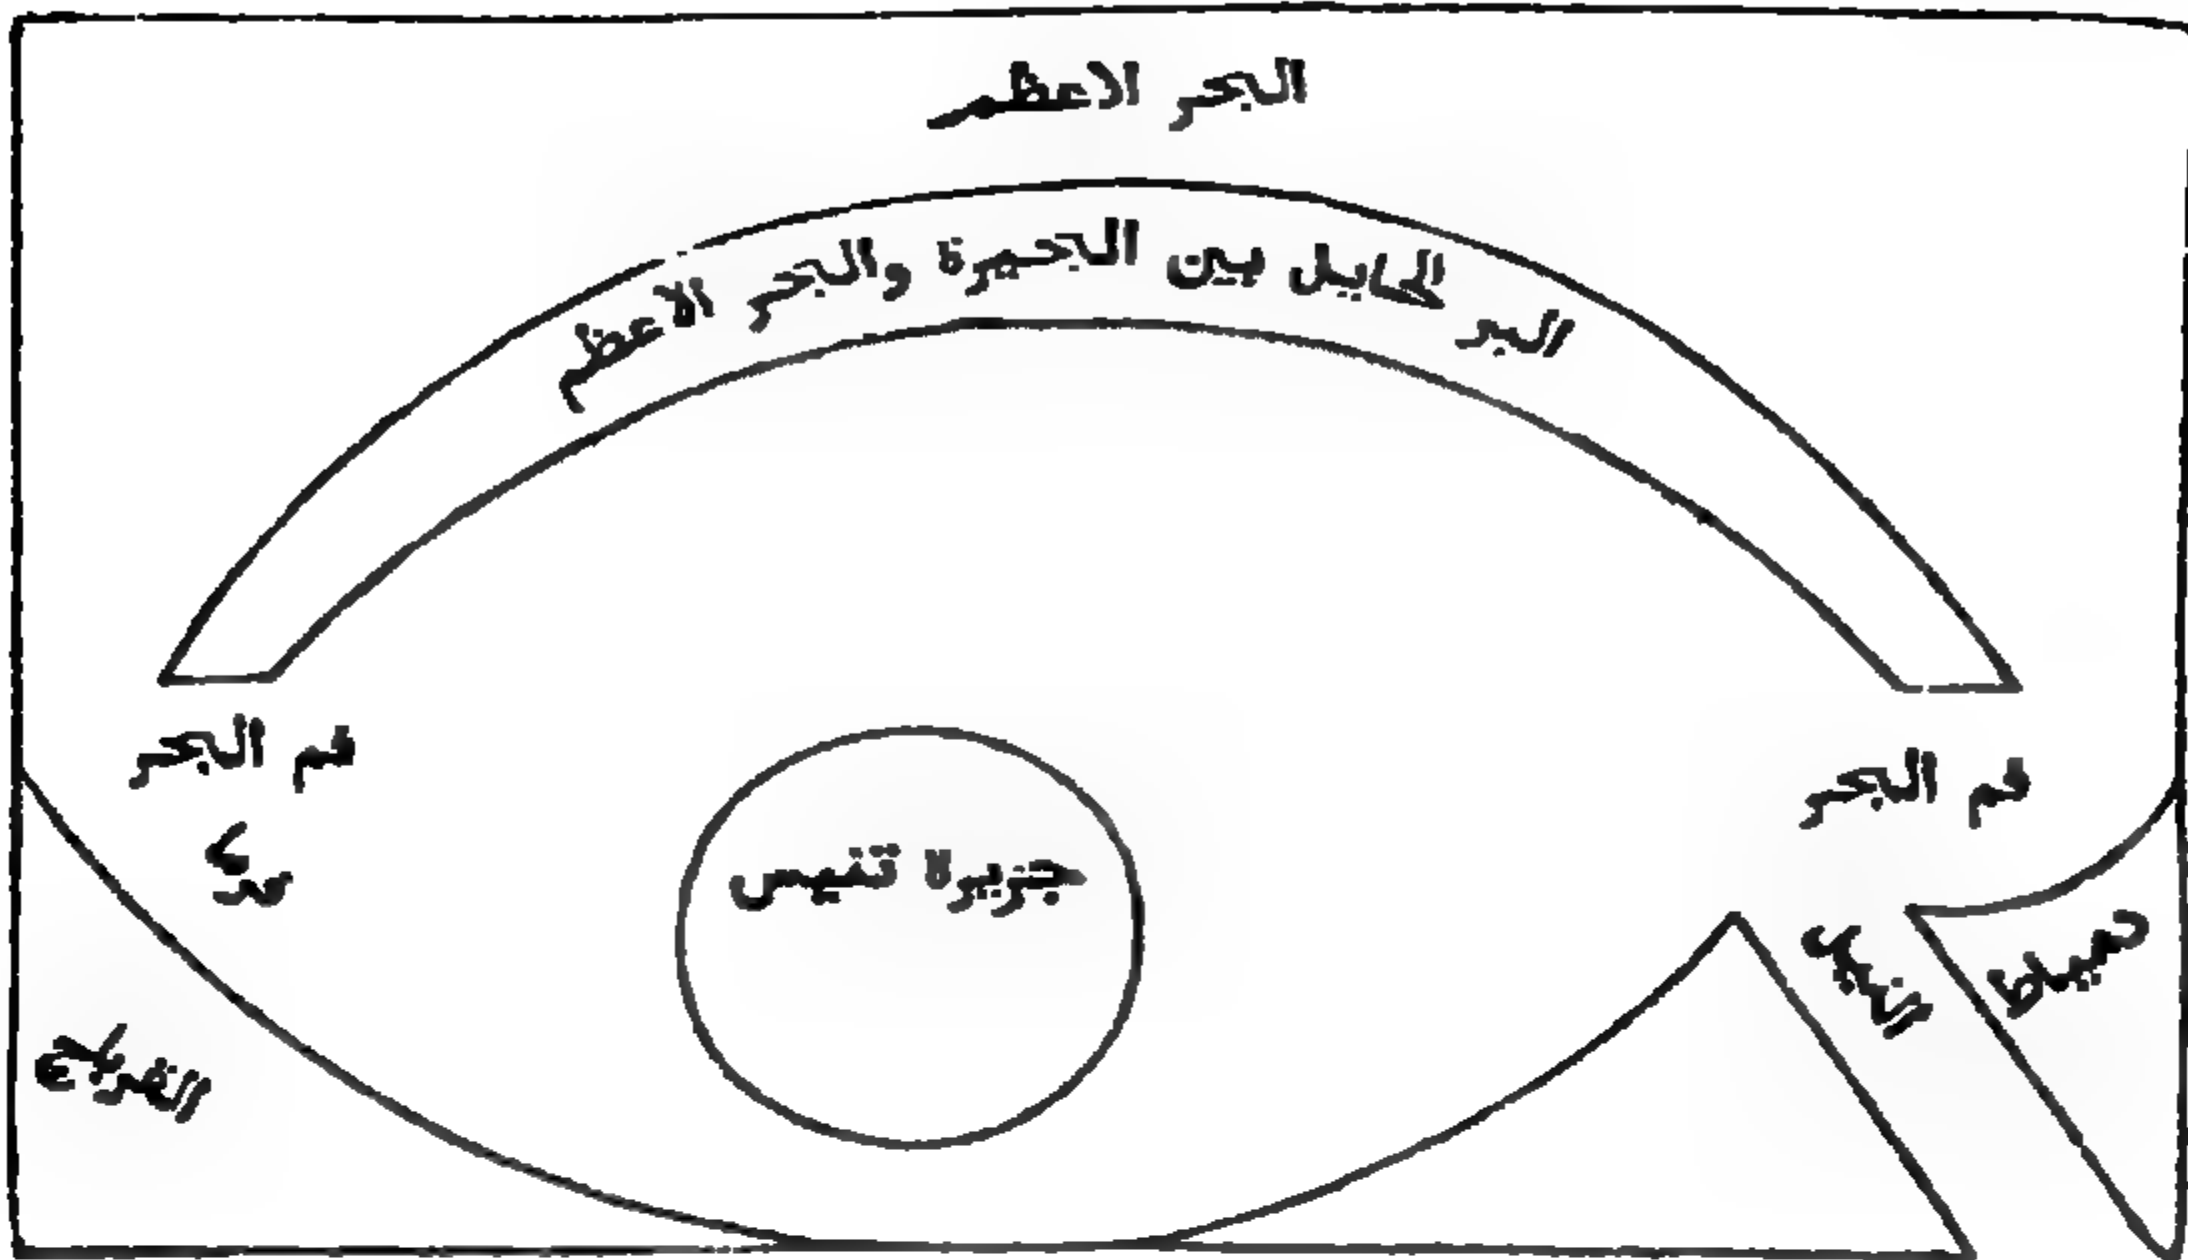 البحر الاعظم
البر الحايل بين البحيرة والبحر الاعظم
فم البحر
فم البحر
جزيرة تنيس
النيل
دمياط